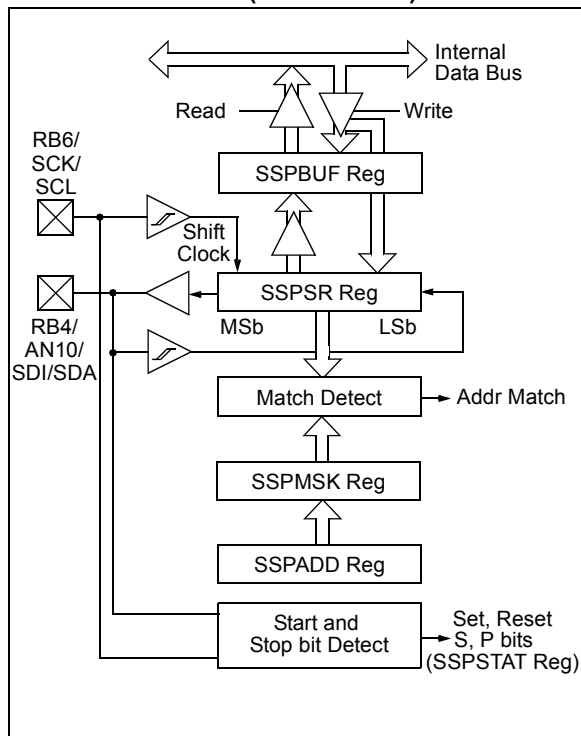 Internal
Data Bus
Read
Write
RB6/
SCK/
SCL
SSPBUF Reg
Shift
Clock
SSPSR Reg
MSb
LSb
RB4/
AN10/
SDI/SDA
Match Detect
Addr Match
SSPMSK Reg
SSPADD Reg
Start and
Stop bit Detect
Set, Reset
S, P bits
(SSPSTAT Reg)